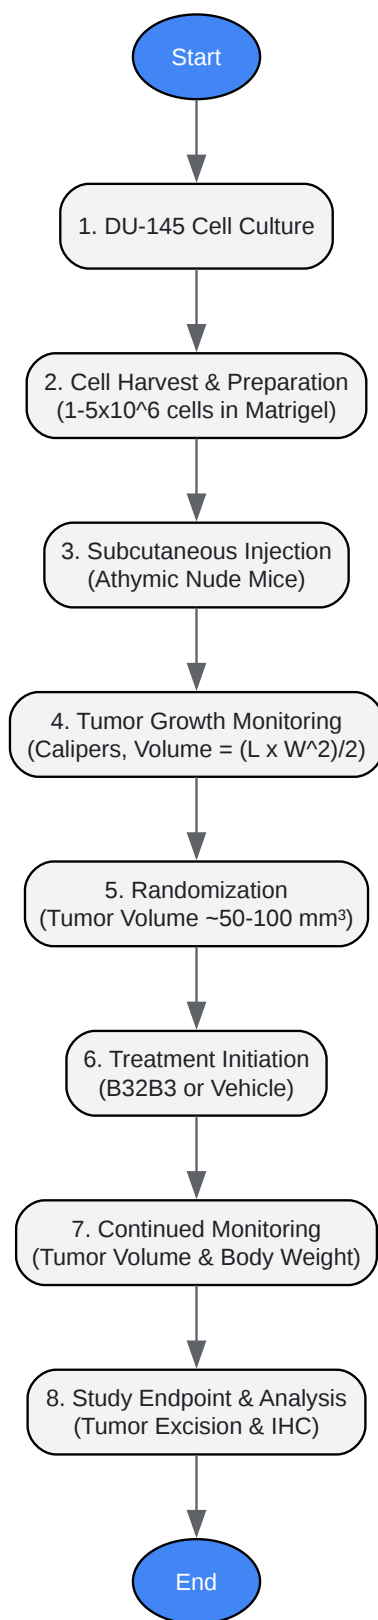 Start
1. DU-145 Cell Culture
2. Cell Harvest & Preparation
(1-5x10^6 cells in Matrigel)
3. Subcutaneous Injection
(Athymic Nude Mice)
4. Tumor Growth Monitoring
(Calipers, Volume = (L x W^2)/2)
5. Randomization
(Tumor Volume ~50-100 mm³)
6. Treatment Initiation
(B32B3 or Vehicle)
7. Continued Monitoring
(Tumor Volume & Body Weight)
8. Study Endpoint & Analysis
(Tumor Excision & IHC)
End